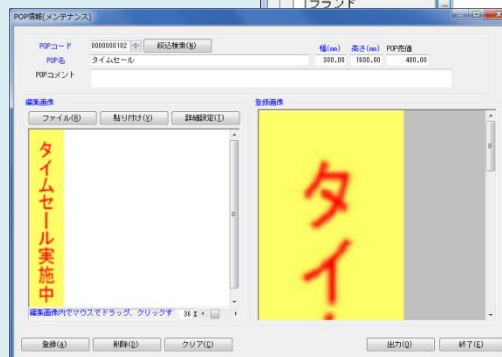 ブランド
POP情報(メンテナンス)
POPコード 0000000182 絞込検索(N)
幅(mm) 高さ(mm) POP売価
POP名 タイムセール 300.00 1600.00 400.00
POPコメント
編集画像 登録画像
ファイル(R) 貼り付け(V) 詳細設定(I)
タイムセール実施中
タイ
編集画像内でマウスでドラッグ、クリックす 36 %
登録(A) 削除(D) クリア(C) 出力(O) 終了(E)